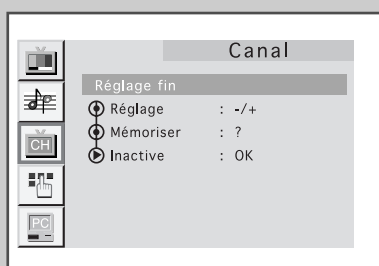 Canal
Réglage fin
Réglage : -/+
Mémoriser : ?
CH
Inactive : OK
PC